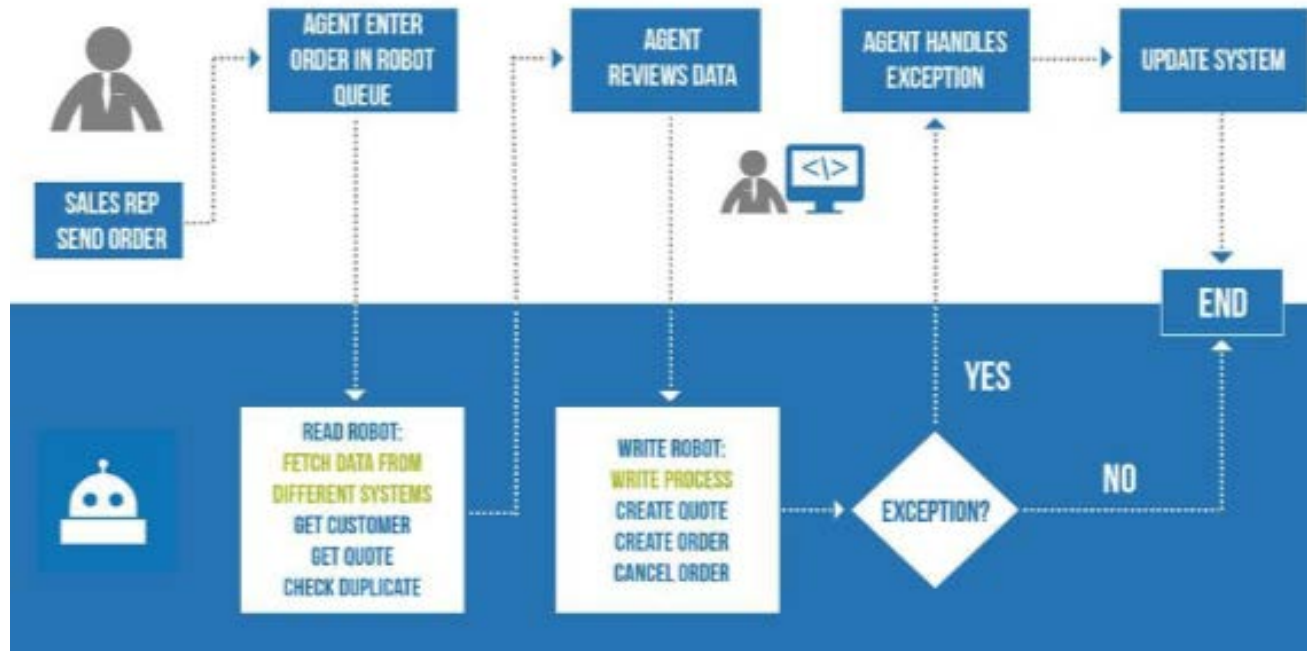 AGENT ENTER
ORDER IN ROBOT
QUEUE
AGENT
REVIEWS DATA
AGENT HANDLES
EXCEPTION
UPDATE SYSTEM
</>
SALES REP
SEND ORDER
END
YES
READ ROBOT:
FETCH DATA FROM
DIFFERENT SYSTEMS
GET CUSTOMER
GET QUOTE
CHECK DUPLICATE
WRITE ROBOT:
WRITE PROCESS
CREATE QUOTE
CREATE ORDER
CANCEL ORDER
EXCEPTION?
NO